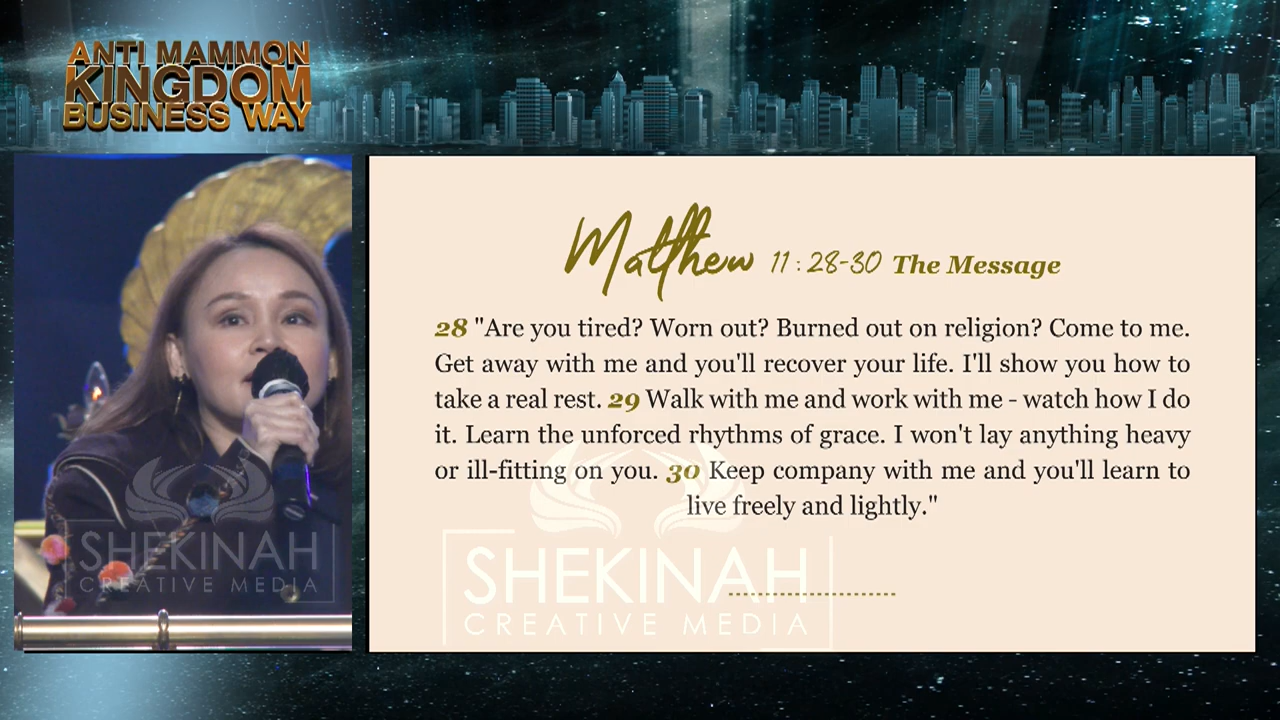 ANTI MAMMON
KINGDOM
BUSINESS WAY
Matthew 11 : 28-30 The Message
28 "Are you tired? Worn out? Burned out on religion? Come to me.
Get away with me and you'll recover your life. I'll show you how to
take a real rest. 29 Walk with me and work with me - watch how I do
it. Learn the unforced rhythms of grace. I won't lay anything heavy
or ill-fitting on you. 30 Keep company with me and you'll learn to
live freely and lightly."
SHEKINAH
CREATIVE MEDIA
SHEKINAH
CREATIVE MEDIA